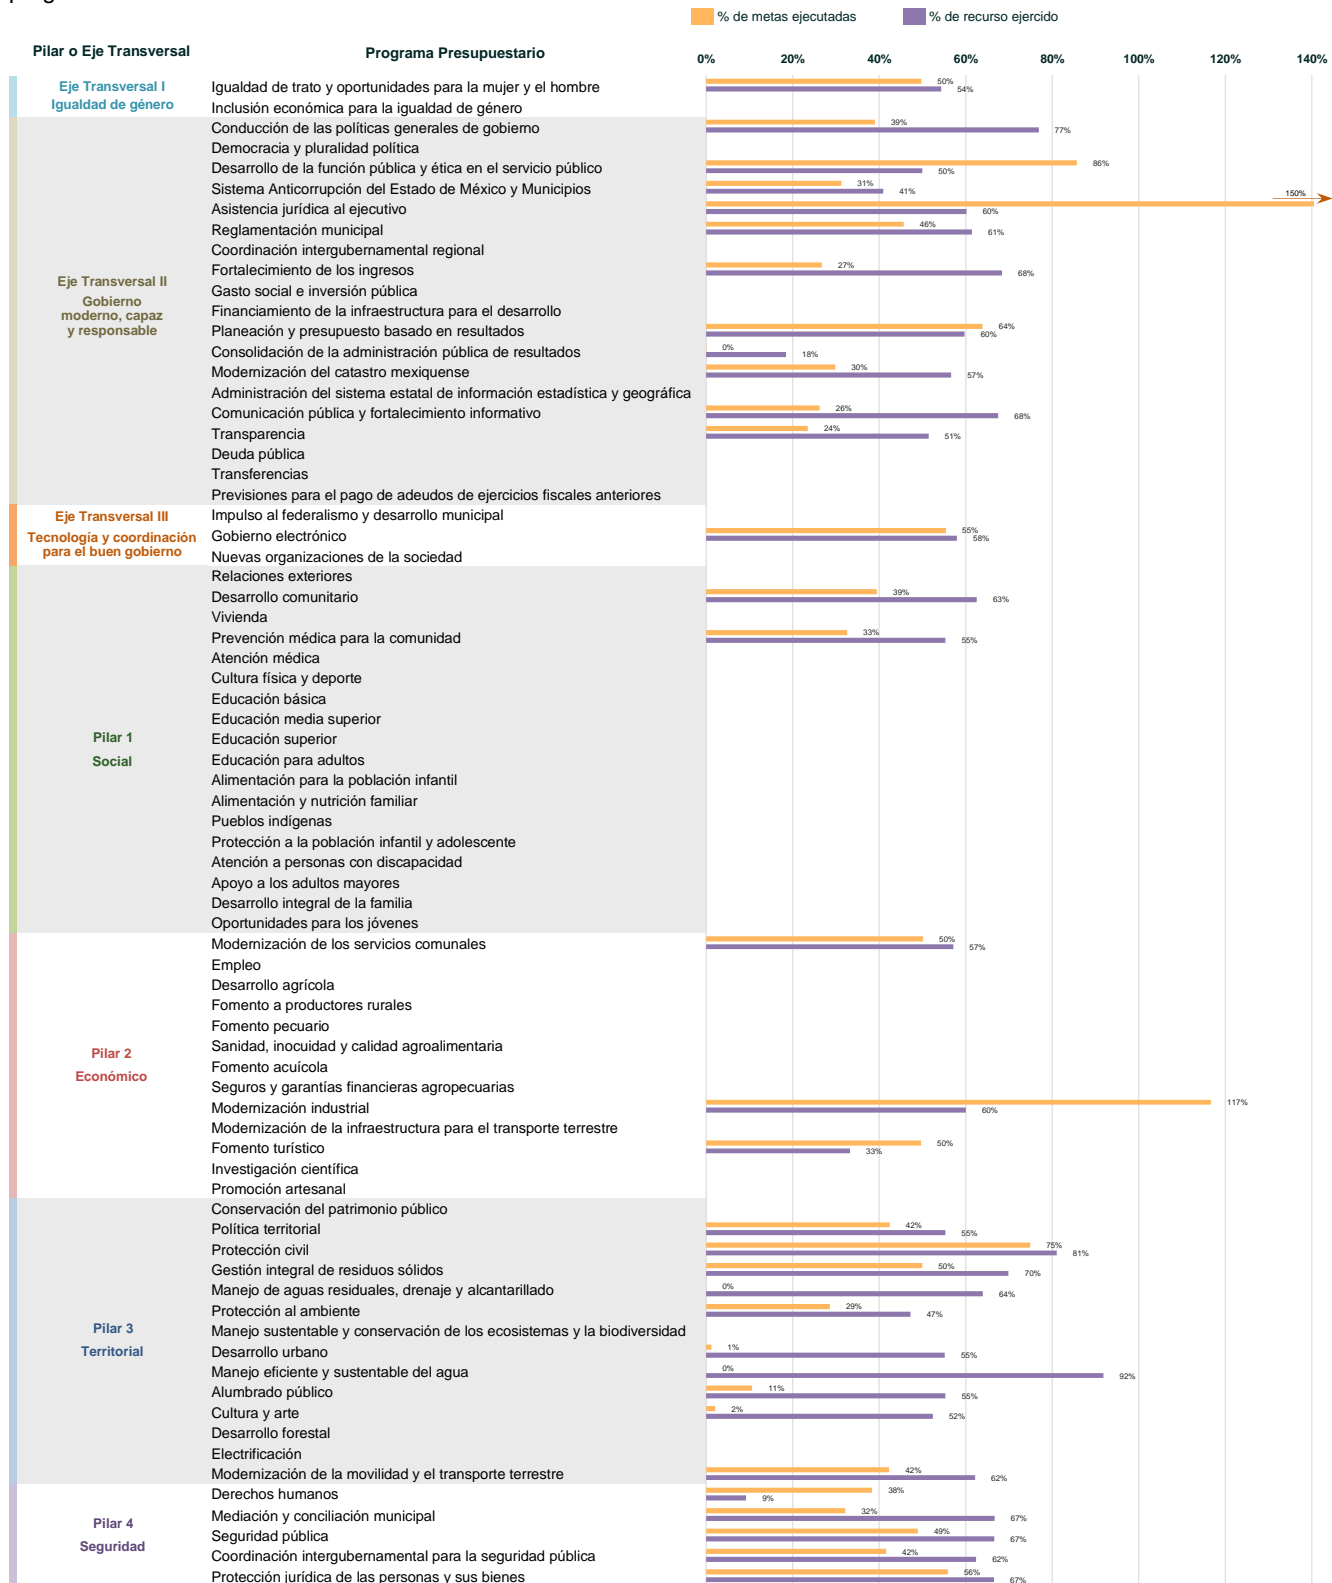 % de metas ejecutadas % de recurso ejercido
Pilar o Eje Transversal Programa Presupuestario 0% 20% 40% 60% 80% 100% 120% 140%
Eje Transversal I
Igualdad de género
Igualdad de trato y oportunidades para la mujer y el hombre 50% 54%
Inclusión económica para la igualdad de género
Eje Transversal II
Gobierno
moderno, capaz
y responsable
Conducción de las políticas generales de gobierno 39% 77%
Democracia y pluralidad política
Desarrollo de la función pública y ética en el servicio público 86% 50%
Sistema Anticorrupción del Estado de México y Municipios 31% 41%
Asistencia jurídica al ejecutivo 150% 60%
Reglamentación municipal 46% 61%
Coordinación intergubernamental regional
Fortalecimiento de los ingresos 27% 68%
Gasto social e inversión pública
Financiamiento de la infraestructura para el desarrollo
Planeación y presupuesto basado en resultados 64% 60%
Consolidación de la administración pública de resultados 0% 18%
Modernización del catastro mexiquense 30% 57%
Administración del sistema estatal de información estadística y geográfica
Comunicación pública y fortalecimiento informativo 26% 68%
Transparencia 24% 51%
Deuda pública
Transferencias
Previsiones para el pago de adeudos de ejercicios fiscales anteriores
Eje Transversal III
Tecnología y coordinación
para el buen gobierno
Impulso al federalismo y desarrollo municipal
Gobierno electrónico 55% 58%
Nuevas organizaciones de la sociedad
Pilar 1
Social
Relaciones exteriores
Desarrollo comunitario 39% 63%
Vivienda
Prevención médica para la comunidad 33% 55%
Atención médica
Cultura física y deporte
Educación básica
Educación media superior
Educación superior
Educación para adultos
Alimentación para la población infantil
Alimentación y nutrición familiar
Pueblos indígenas
Protección a la población infantil y adolescente
Atención a personas con discapacidad
Apoyo a los adultos mayores
Desarrollo integral de la familia
Oportunidades para los jóvenes
Pilar 2
Económico
Modernización de los servicios comunales 50% 57%
Empleo
Desarrollo agrícola
Fomento a productores rurales
Fomento pecuario
Sanidad, inocuidad y calidad agroalimentaria
Fomento acuícola
Seguros y garantías financieras agropecuarias
Modernización industrial 117% 60%
Modernización de la infraestructura para el transporte terrestre
Fomento turístico 50% 33%
Investigación científica
Promoción artesanal
Pilar 3
Territorial
Conservación del patrimonio público
Política territorial 42% 55%
Protección civil 75% 81%
Gestión integral de residuos sólidos 50% 70%
Manejo de aguas residuales, drenaje y alcantarillado 0% 64%
Protección al ambiente 29% 47%
Manejo sustentable y conservación de los ecosistemas y la biodiversidad
Desarrollo urbano 1% 55%
Manejo eficiente y sustentable del agua 0% 92%
Alumbrado público 11% 55%
Cultura y arte 2% 52%
Desarrollo forestal
Electrificación
Modernización de la movilidad y el transporte terrestre 42% 62%
Pilar 4
Seguridad
Derechos humanos 38% 9%
Mediación y conciliación municipal 32% 67%
Seguridad pública 49% 67%
Coordinación intergubernamental para la seguridad pública 42% 62%
Protección jurídica de las personas y sus bienes 56% 67%